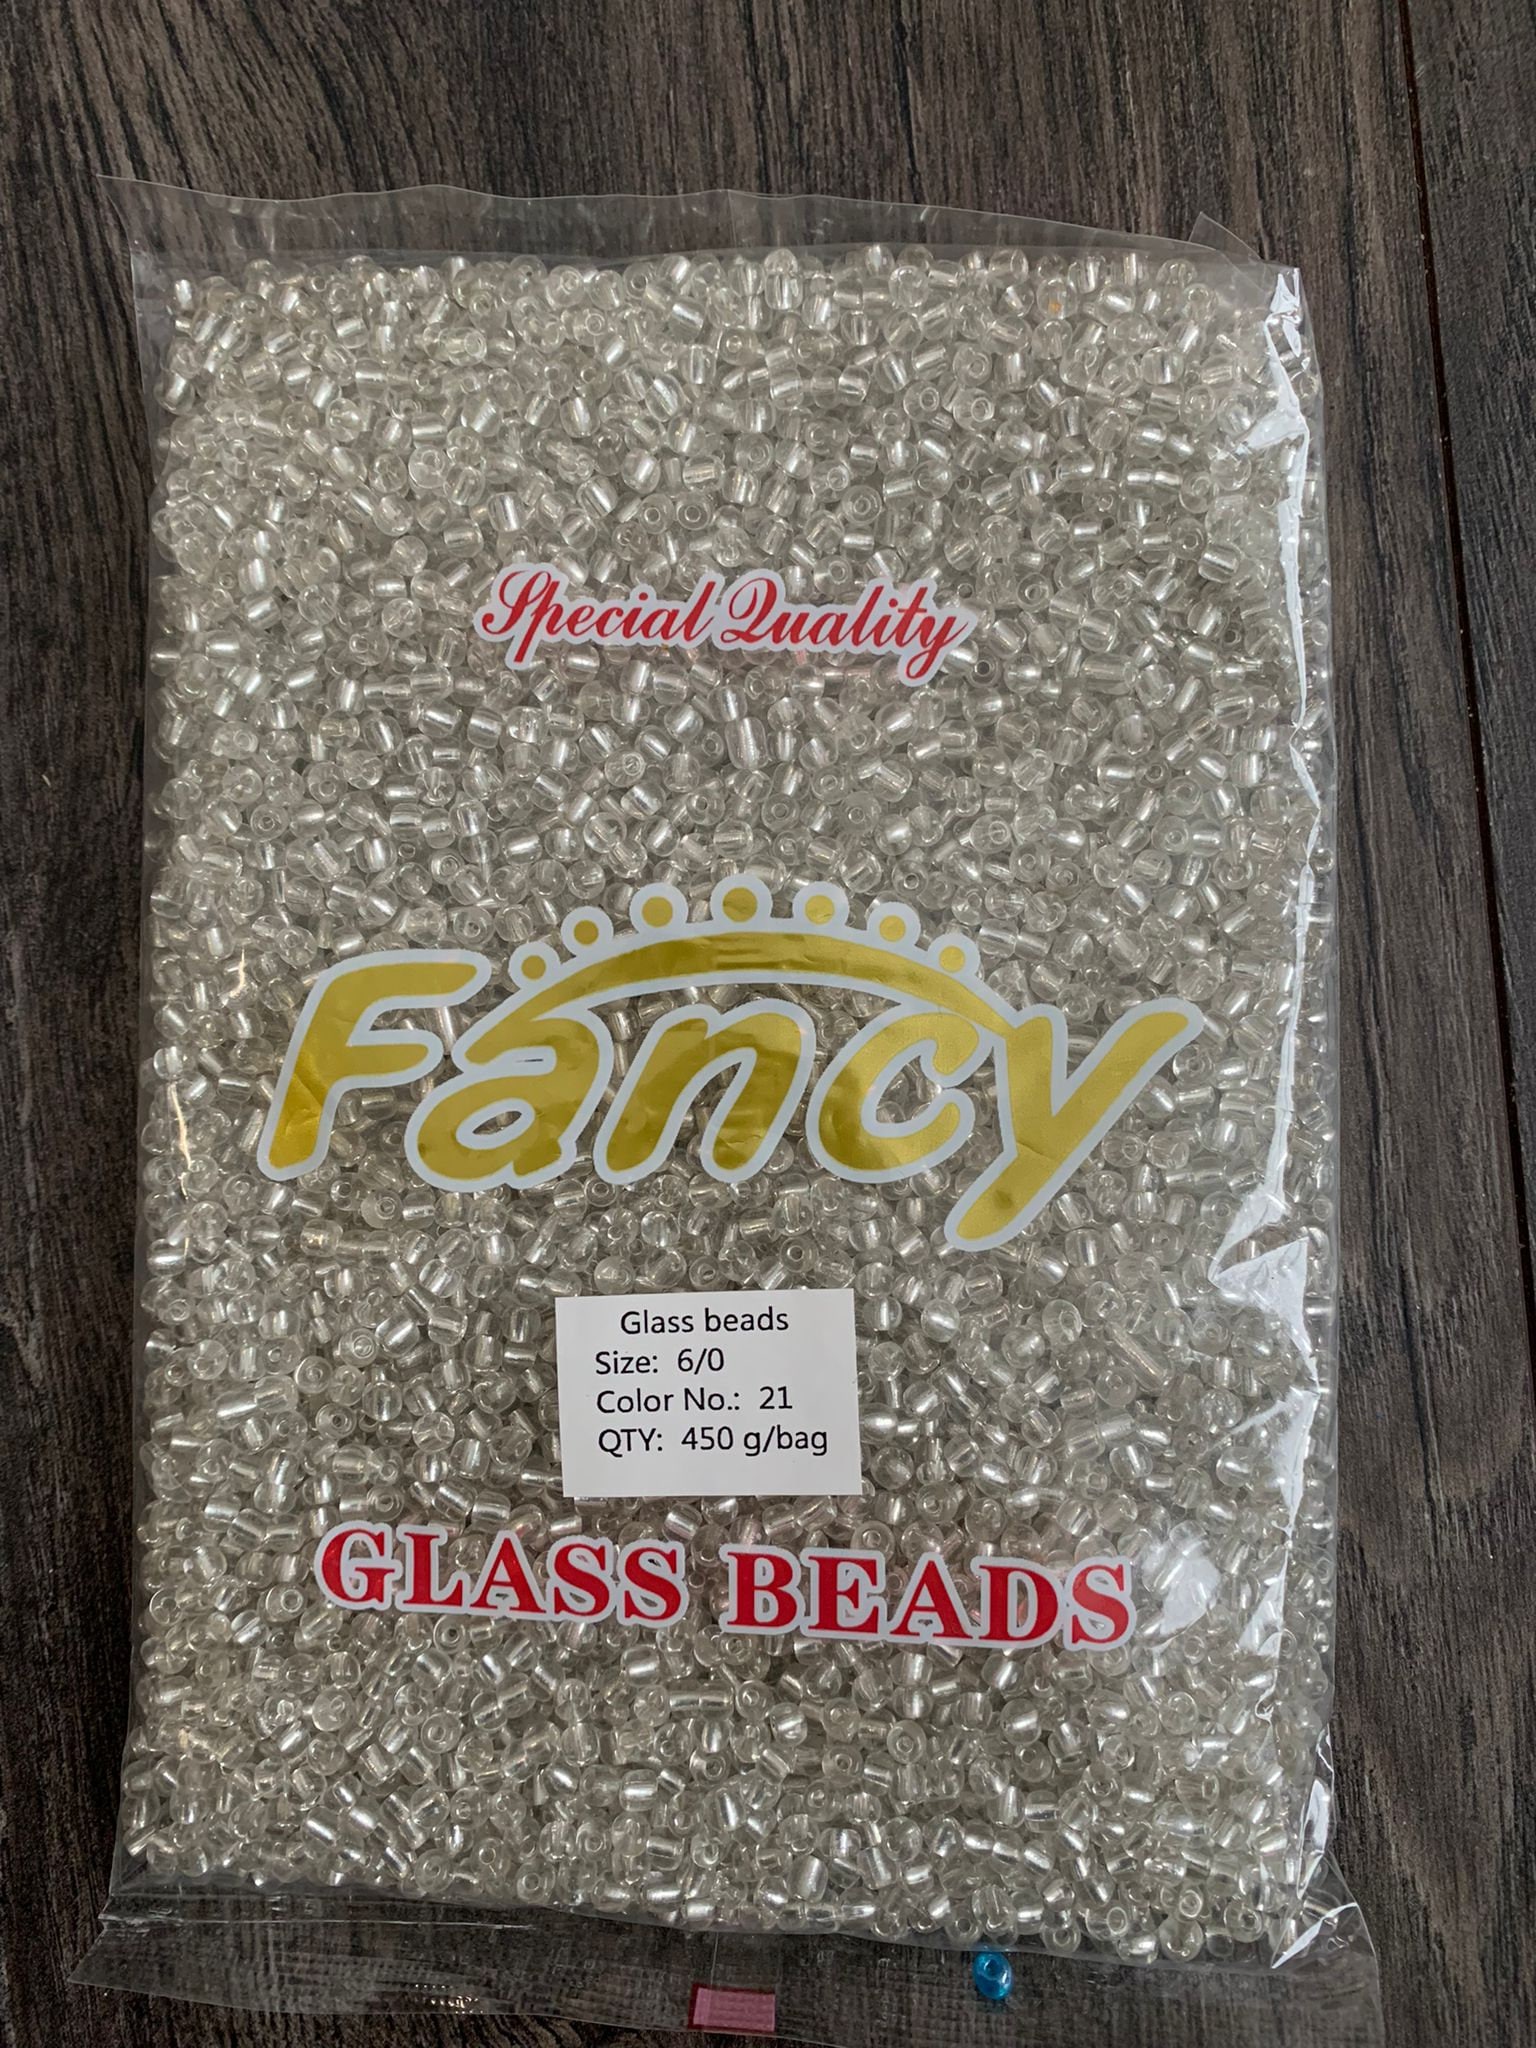 Special Quality
Fancy
Glass beads
Size: 6/0
Color No.: 21
QTY: 450 g/bag
GLASS BEADS